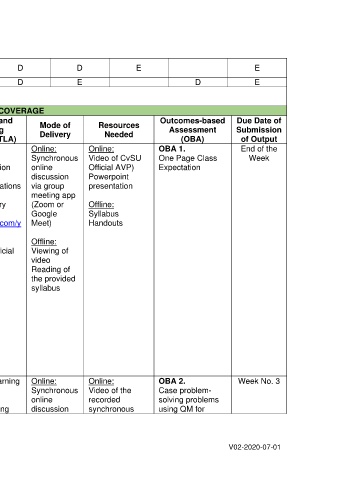 D D E E
D E D E
COVERAGE
and
g
TLA)
Mode of
Delivery
Resources
Needed
Outcomes-based
Assessment
(OBA)
Due Date of
Submission
of Output
ion
ations
ry
com/y
icial
Online:
Synchronous
online
discussion
via group
meeting app
(Zoom or
Google
Meet)
Offline:
Viewing of
video
Reading of
the provided
syllabus
Online:
Video of CvSU
Official AVP)
Powerpoint
presentation
Offline:
Syllabus
Handouts
OBA 1.
One Page Class
Expectation
End of the
Week
arning
ng
Online:
Synchronous
online
discussion
Online:
Video of the
recorded
synchronous
OBA 2.
Case problem-
solving problems
using QM for
Week No. 3
V02-2020-07-01